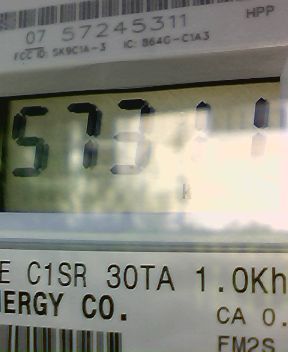 HPP
07 57245311
FCC ID: SK9C1A-3 IC: 864G-C1A3
573
k
E C1SR 30TA 1.0Kh
NERGY CO.
CA 0.
FM2S